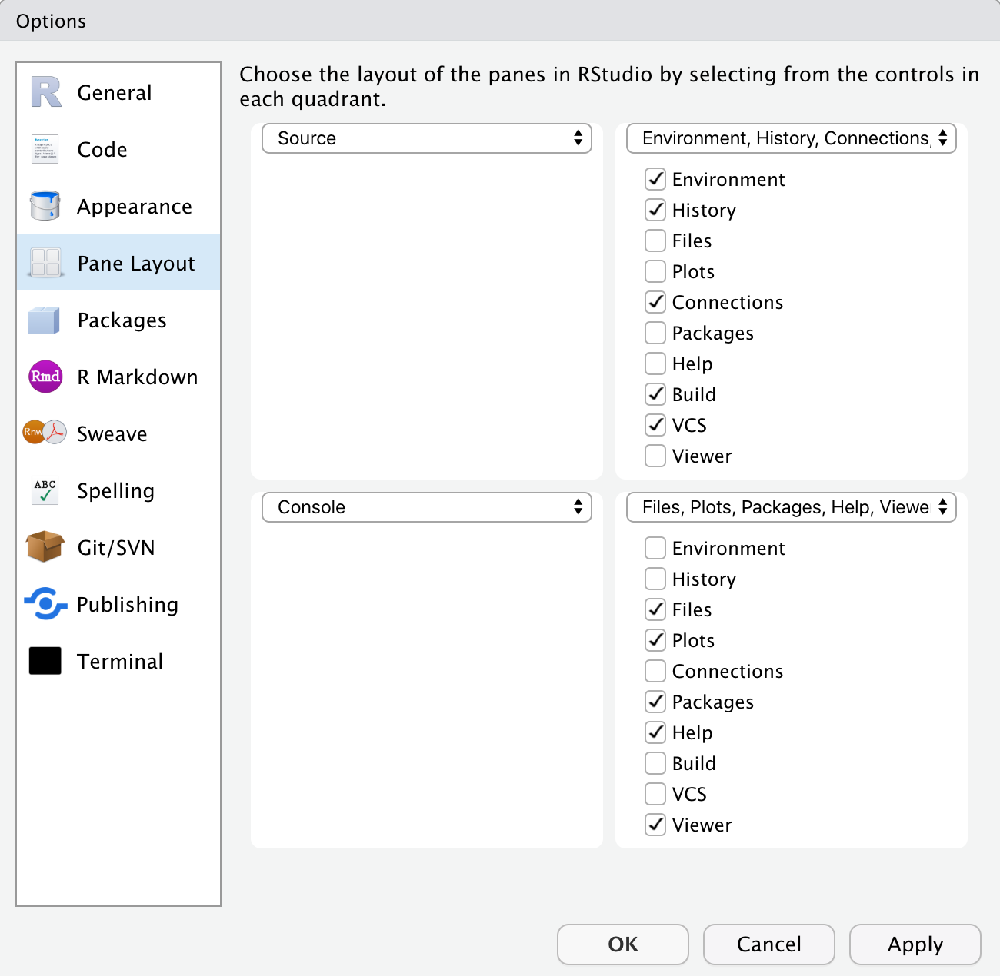 Options
General
Code
Appearance
Pane Layout
Packages
Rmd
R Markdown
Rnw
Sweave
ABC
Spelling
Git/SVN
Publishing
Terminal
Choose the layout of the panes in RStudio by selecting from the controls in
each quadrant.
Source
Environment, History, Connections,
Environment
History
Files
Plots
Connections
Packages
Help
Build
VCS
Viewer
Console
Files, Plots, Packages, Help, Viewe
Environment
History
Files
Plots
Connections
Packages
Help
Build
VCS
Viewer
OK
Cancel
Apply